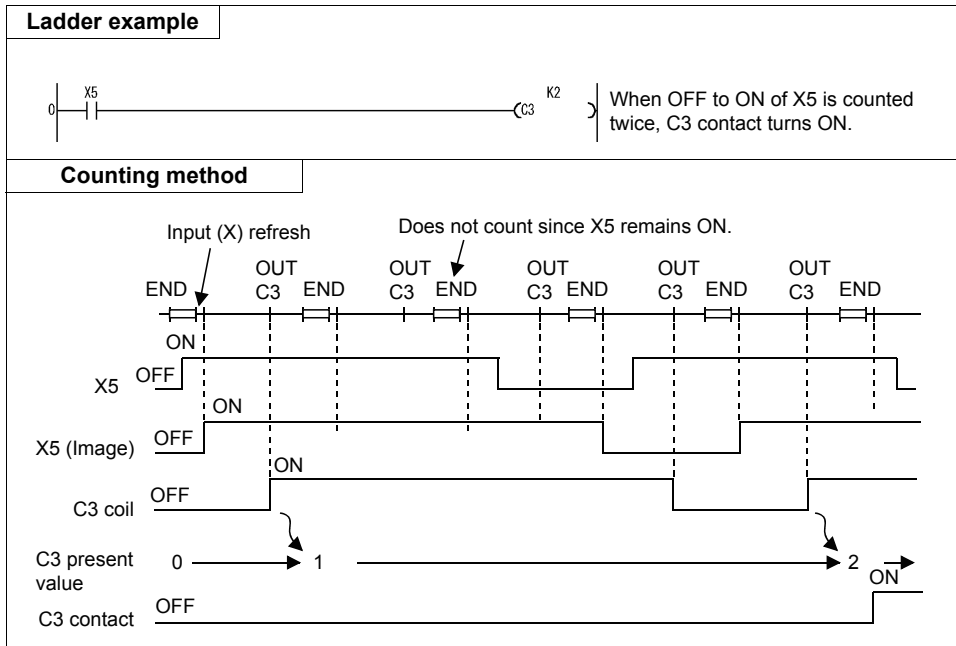 Ladder example
X5
K2
0
C3
When OFF to ON of X5 is counted
twice, C3 contact turns ON.
Counting method
Input (X) refresh
Does not count since X5 remains ON.
OUT OUT OUT OUT OUT
END C3 END C3 END C3 END C3 END C3 END
ON
X5 OFF
ON
X5 (Image) OFF
ON
C3 coil OFF
C3 present
value
0 1 2
ON
C3 contact OFF